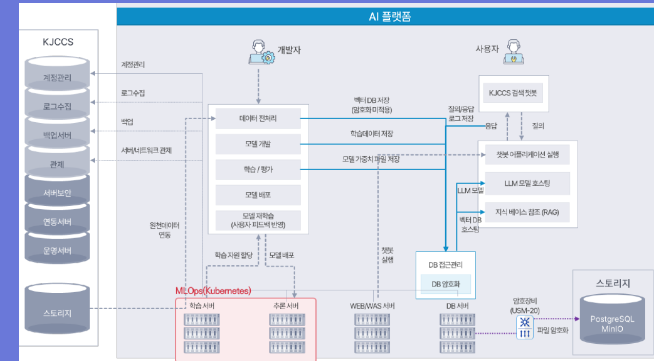 AI 플랫폼
KJCCS
계정관리
로그수집
백업서버
관제
서버보안
연동서버
운영서버
스토리지
계정관리
로그수집
백업
서버/네트워크 관제
원천데이터
연동
개발자
데이터 전처리
모델 개발
학습 / 평가
모델 배포
모델 재학습
(사용자 피드백 반영)
학습 자원 할당
모델 배포
벡터 DB 저장
(암호화 미적용)
학습데이터 저장
모델 가중치 파일 저장
질의/응답
로그 저장
사용자
KJCCS 검색 챗봇
응답
질의
챗봇 어플리케이션 실행
LLM 모델 호스팅
지식 베이스 참조 (RAG)
LLM 모델
벡터 DB
호스팅
챗봇
실행
DB 접근관리
DB 암호화
MLOps(Kubernetes)
학습 서버
추론 서버
WEB/WAS 서버
DB 서버
암호장비
(USM-20)
파일 암호화
스토리지
PostgreSQL
MinIO